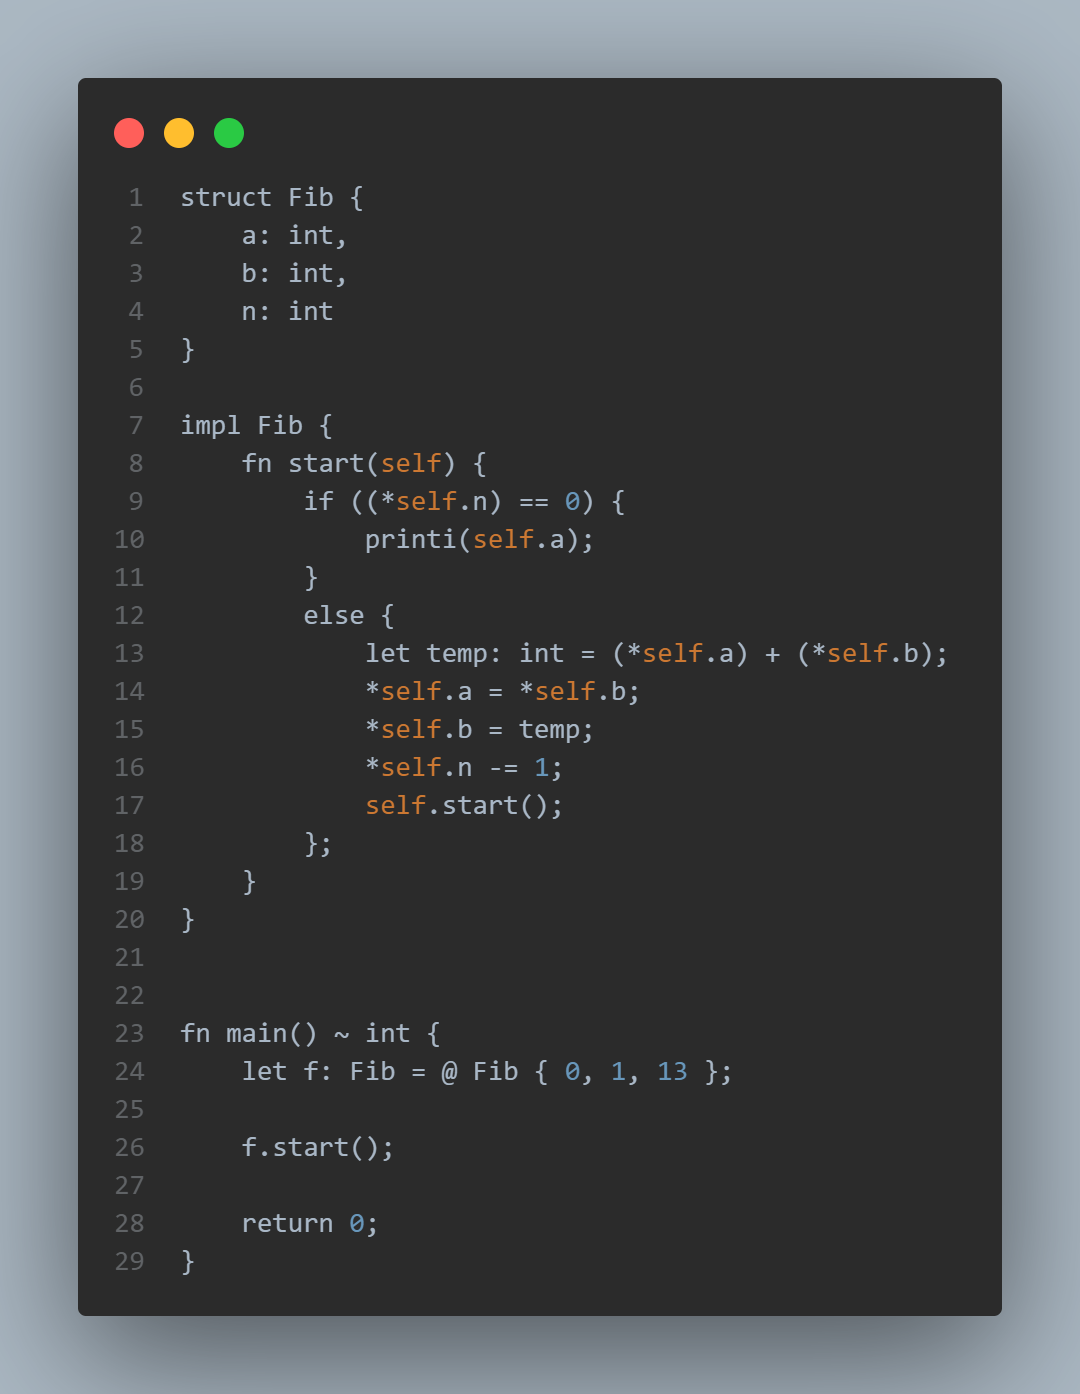 1 struct Fib {
2     a: int,
3     b: int,
4     n: int
5 }
6
7 impl Fib {
8     fn start(self) {
9         if ((*self.n) == 0) {
10             printi(self.a);
11         }
12         else {
13             let temp: int = (*self.a) + (*self.b);
14             *self.a = *self.b;
15             *self.b = temp;
16             *self.n -= 1;
17             self.start();
18         };
19     }
20 }
21
22
23 fn main() ~ int {
24     let f: Fib = @ Fib { 0, 1, 13 };
25
26     f.start();
27
28     return 0;
29 }